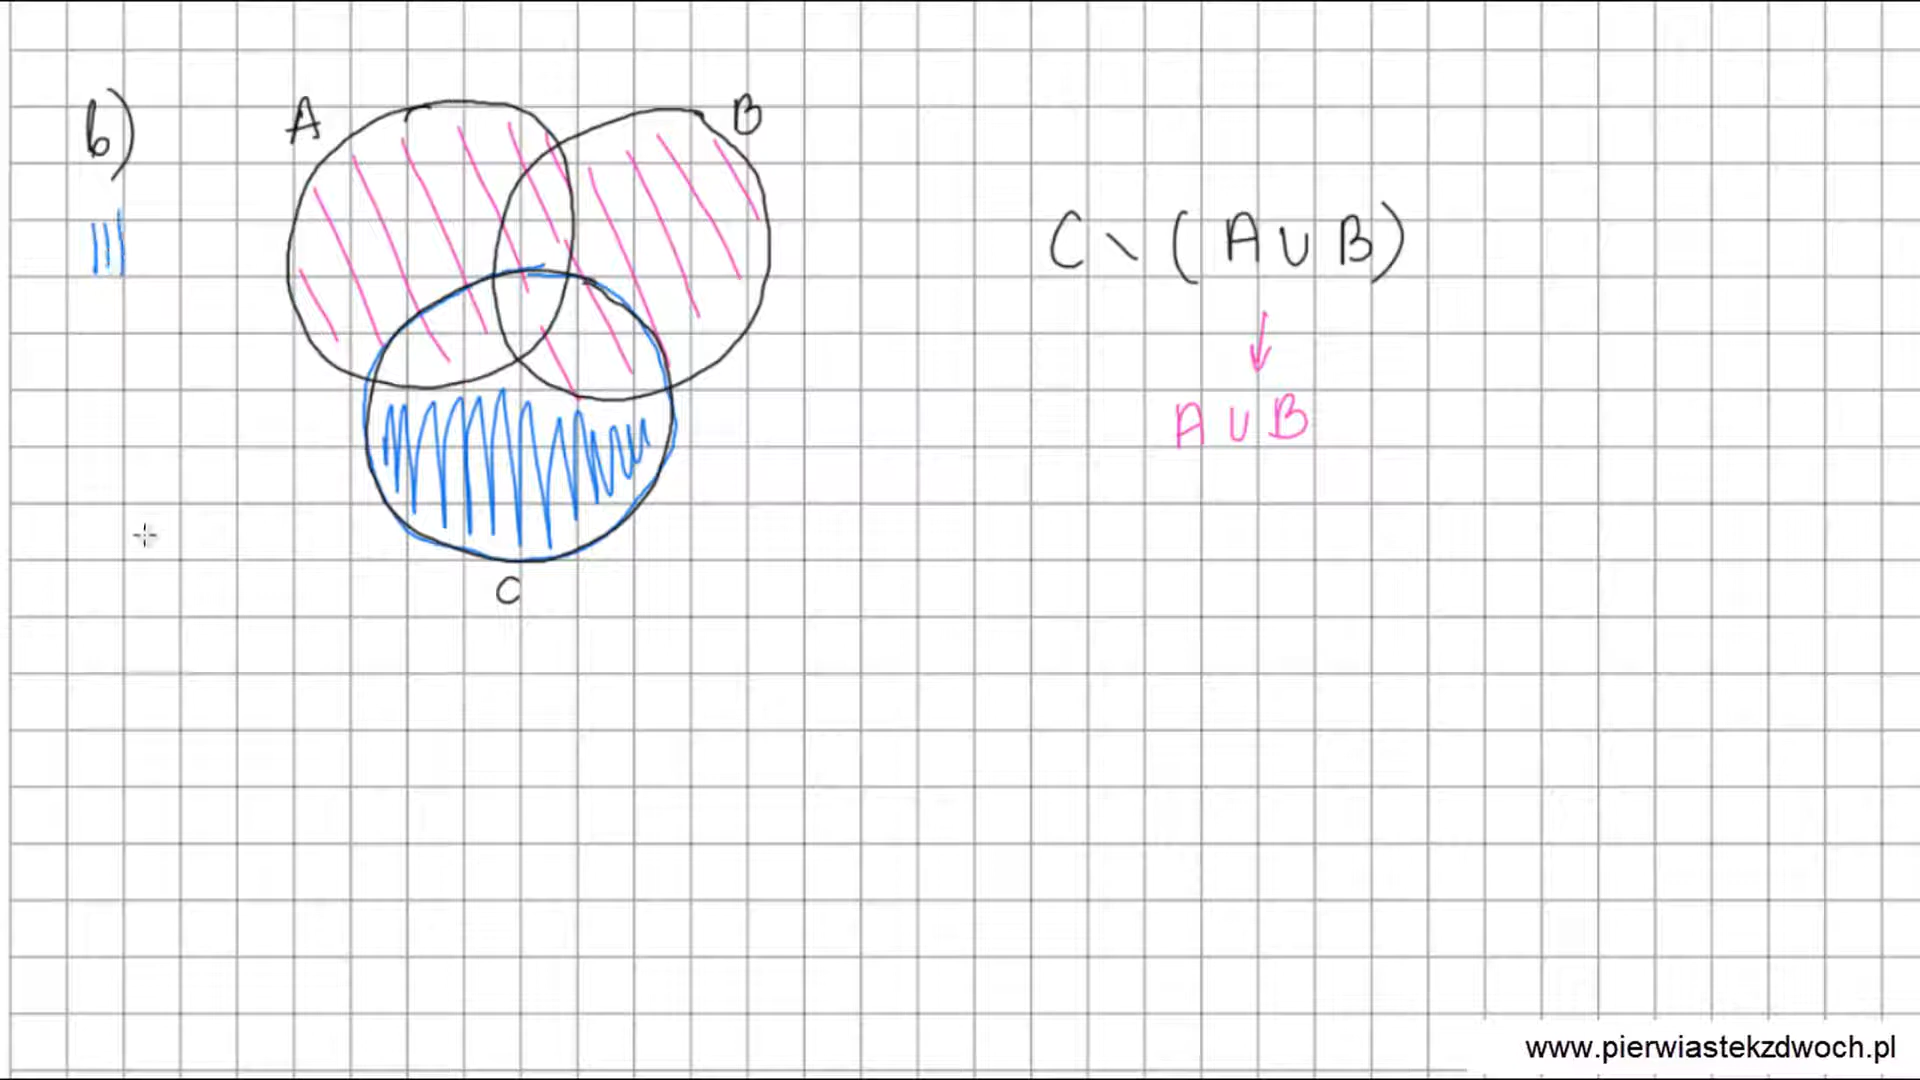 b)
A
B
C \ ( A ∪ B )
A ∪ B
C
www.pierwiastekzdwoch.pl